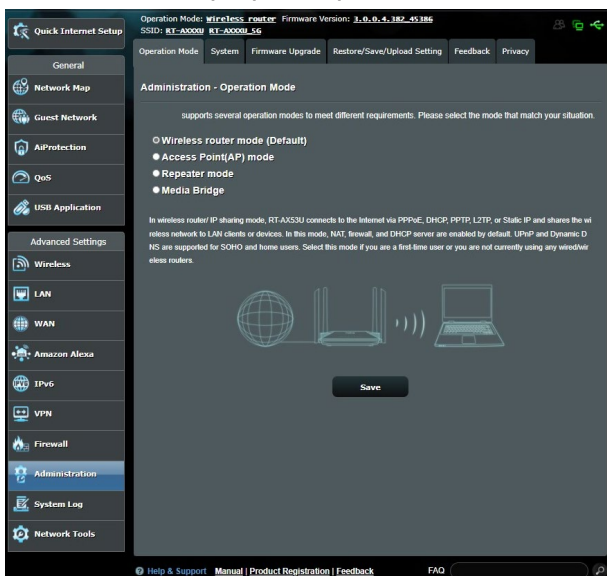 Quick Internet Setup
General
Network Map
Guest Network
AiProtection
QoS
USB Application
Advanced Settings
Wireless
LAN
WAN
Amazon Alexa
IPv6
VPN
Firewall
Administration
System Log
Network Tools
Operation Mode: Wireless router Firmware Version: 3.0.0.4.382_45386
SSID: RT-AXXXU RT-AXXXU_5G
Operation Mode System Firmware Upgrade Restore/Save/Upload Setting Feedback Privacy
Administration - Operation Mode
supports several operation modes to meet different requirements. Please select the mode that match your situation.
Wireless router mode (Default)
Access Point(AP) mode
Repeater mode
Media Bridge
In wireless router/ IP sharing mode, RT-AX53U connects to the Internet via PPPoE, DHCP, PPTP, L2TP, or Static IP and shares the wi
reless network to LAN clients or devices. In this mode, NAT, firewall, and DHCP server are enabled by default. UPnP and Dynamic D
NS are supported for SOHO and home users. Select this mode if you are a first-time user or you are not currently using any wired/wir
eless routers.
Save
Help & Support Manual | Product Registration | Feedback FAQ